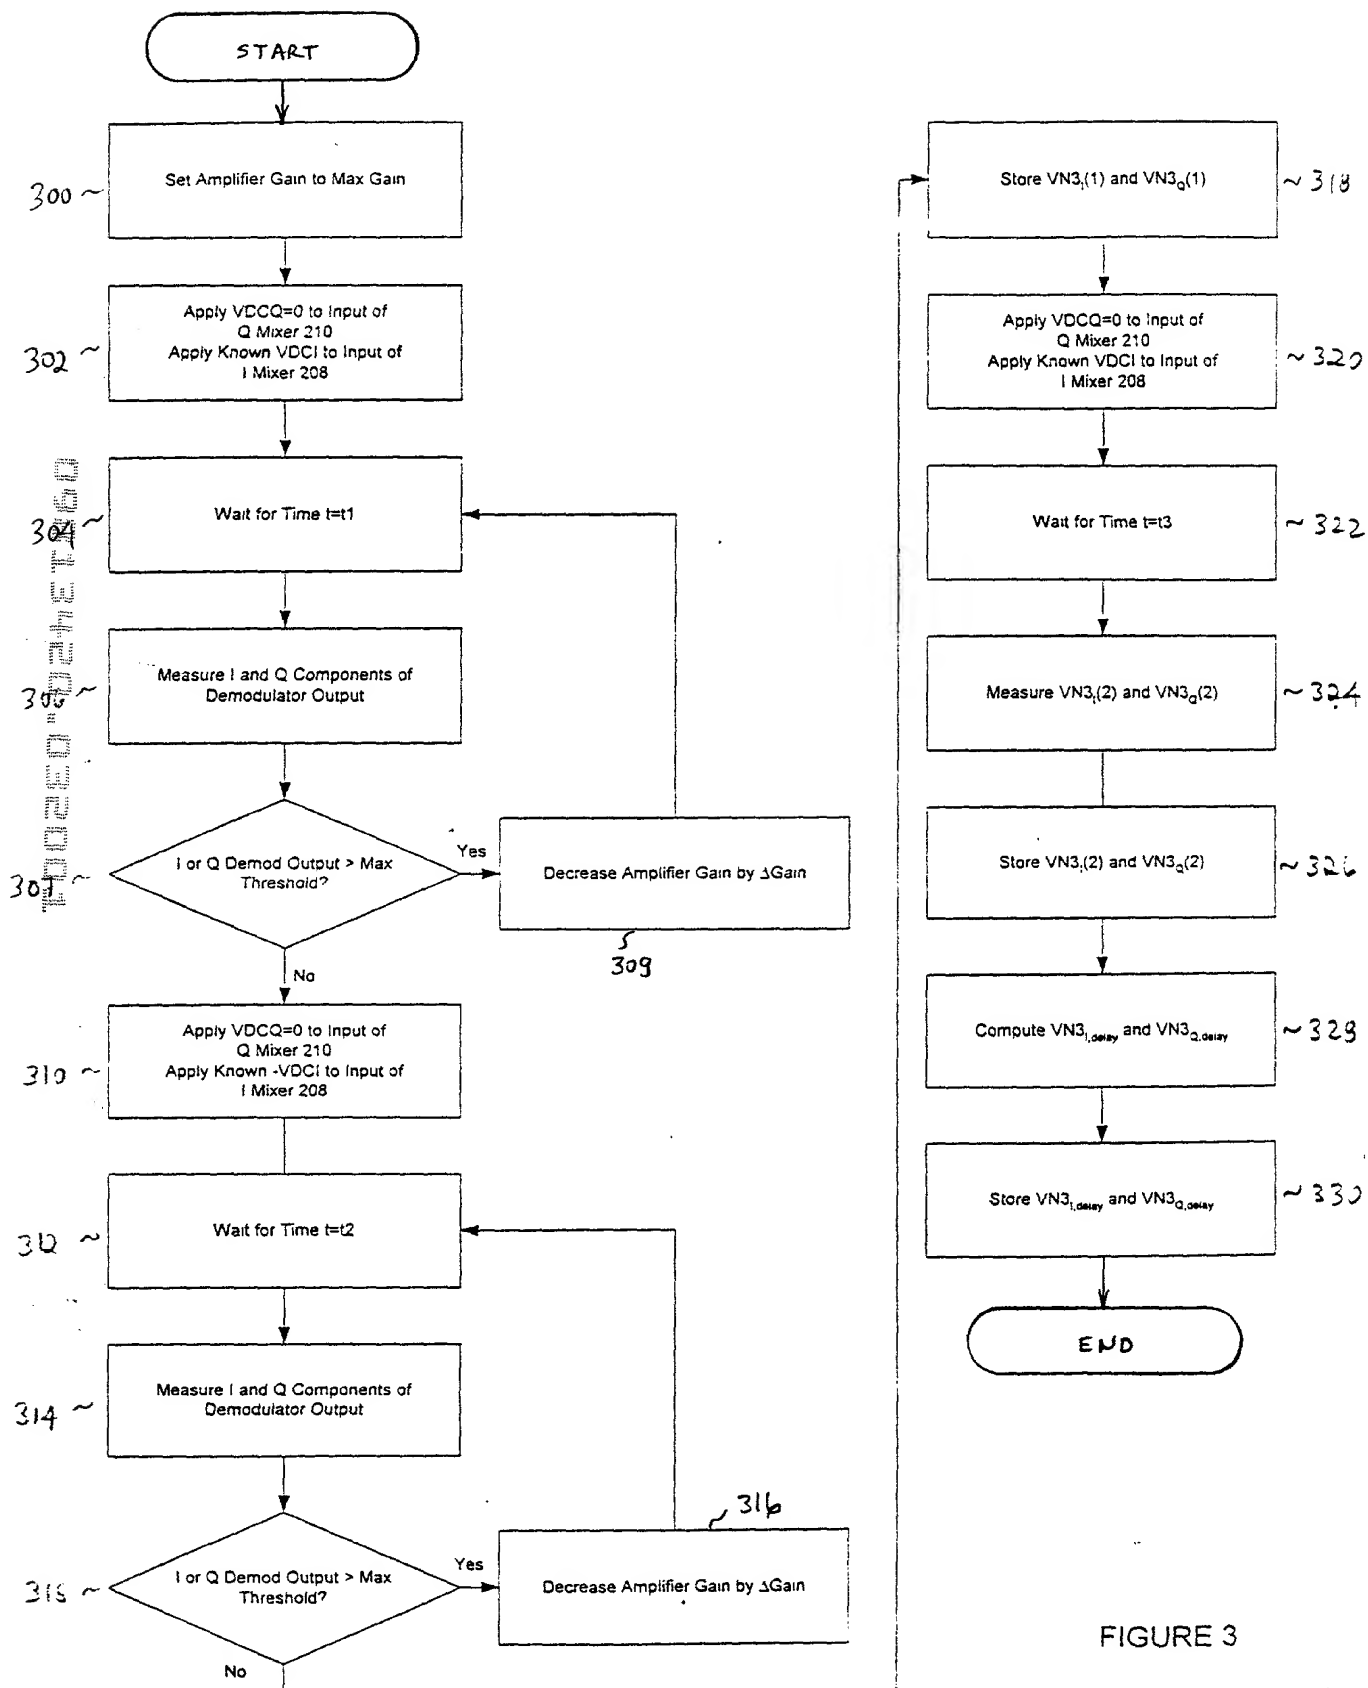 START
300 ~
Set Amplifier Gain to Max Gain
302 ~
Apply VDCQ=0 to Input of
Q Mixer 210
Apply Known VDCI to Input of
I Mixer 208
304 ~
Wait for Time t=t1
306 ~
Measure I and Q Components of
Demodulator Output
307 ~
I or Q Demod Output > Max
Threshold?
Yes
Decrease Amplifier Gain by ΔGain
309
No
310 ~
Apply VDCQ=0 to Input of
Q Mixer 210
Apply Known -VDCI to Input of
I Mixer 208
312 ~
Wait for Time t=t2
314 ~
Measure I and Q Components of
Demodulator Output
315 ~
I or Q Demod Output > Max
Threshold?
Yes
316
Decrease Amplifier Gain by ΔGain
No
Store VN3I(1) and VN3Q(1)
~ 318
Apply VDCQ=0 to Input of
Q Mixer 210
Apply Known VDCI to Input of
I Mixer 208
~ 320
Wait for Time t=t3
~ 322
Measure VN3I(2) and VN3Q(2)
~ 324
Store VN3I(2) and VN3Q(2)
~ 326
Compute VN3I,delay and VN3Q,delay
~ 328
Store VN3I,delay and VN3Q,delay
~ 330
END
FIGURE 3